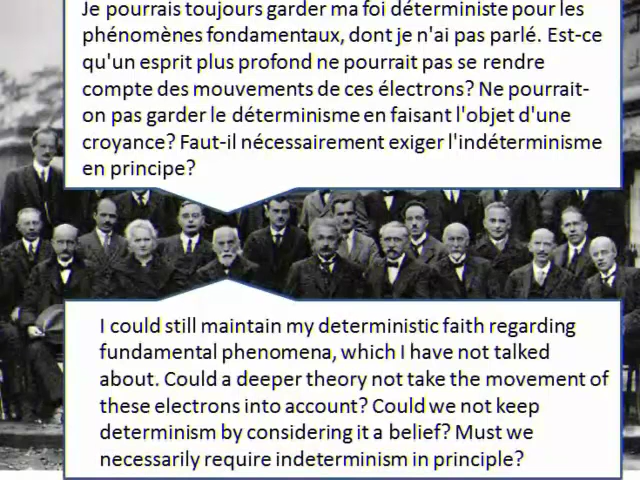 Je pourrais toujours garder ma foi déterministe pour les
phénomènes fondamentaux, dont je n'ai pas parlé. Est-ce
qu'un esprit plus profond ne pourrait pas se rendre
compte des mouvements de ces électrons? Ne pourrait-
on pas garder le déterminisme en faisant l'objet d'une
croyance? Faut-il nécessairement exiger l'indéterminisme
en principe?
I could still maintain my deterministic faith regarding
fundamental phenomena, which I have not talked
about. Could a deeper theory not take the movement of
these electrons into account? Could we not keep
determinism by considering it a belief? Must we
necessarily require indeterminism in principle?